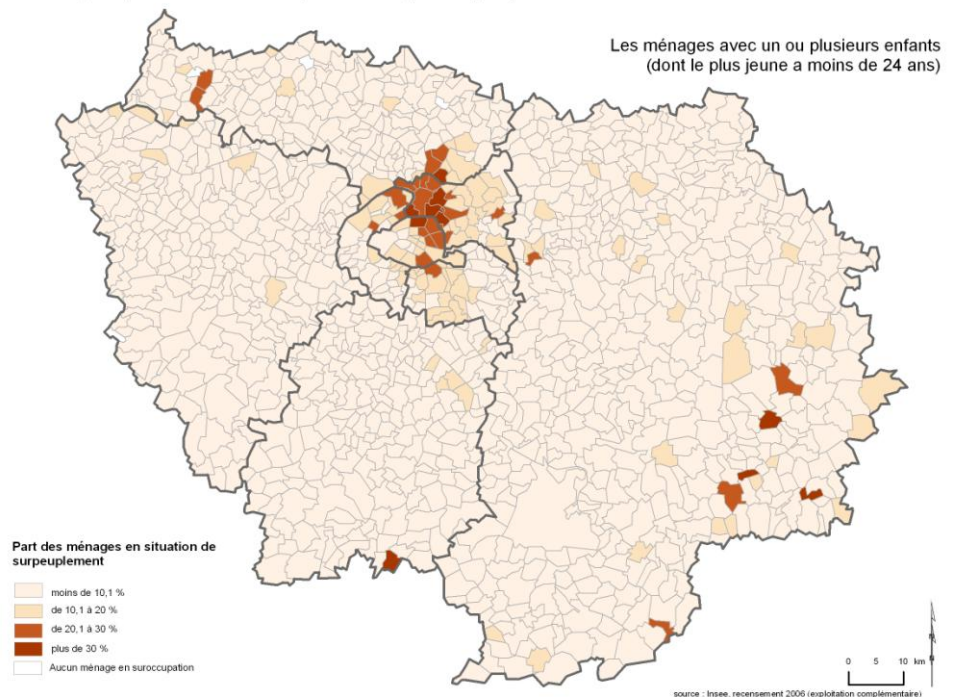 Les ménages avec un ou plusieurs enfants
(dont le plus jeune a moins de 24 ans)
Part des ménages en situation de
surpeuplement
moins de 10,1 %
de 10,1 à 20 %
de 20,1 à 30 %
plus de 30 %
Aucun ménage en suroccupation
N
0 5 10 km
source : Insee, recensement 2006 (exploitation complémentaire)